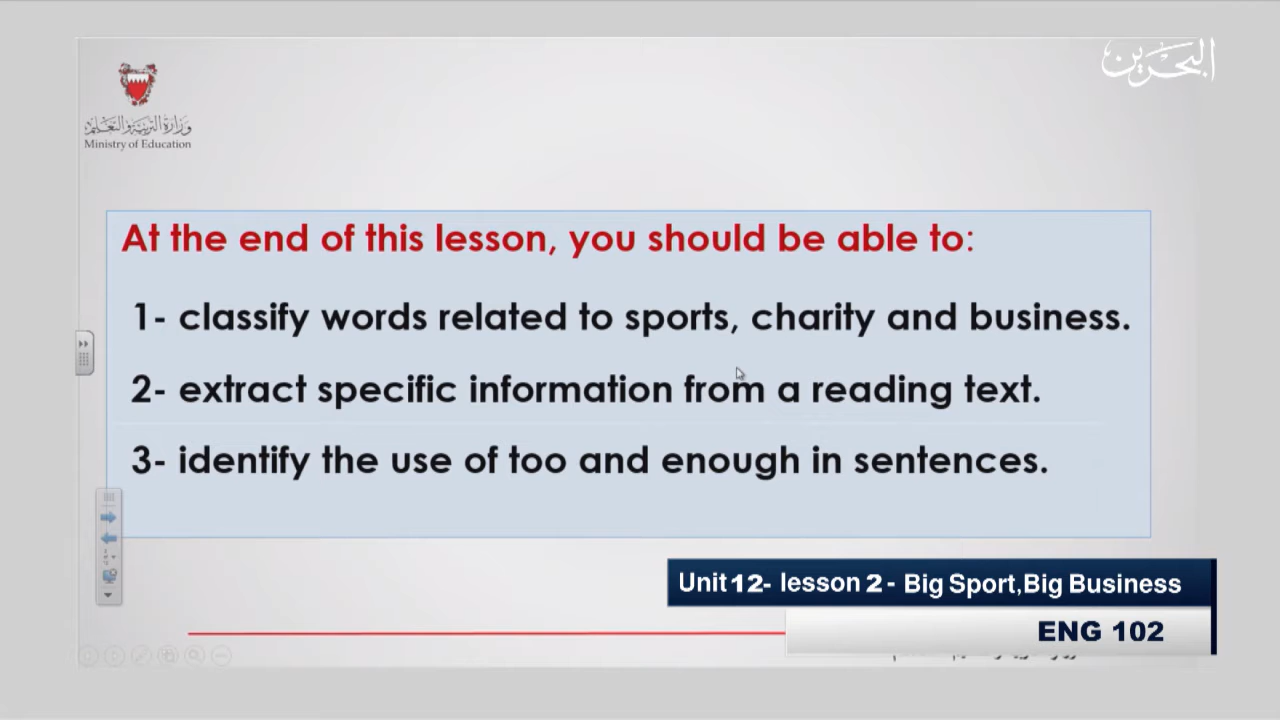 البحرين
وزارة التربية والتعليم
Ministry of Education
At the end of this lesson, you should be able to:
1- classify words related to sports, charity and business.
2- extract specific information from a reading text.
3- identify the use of too and enough in sentences.
Unit 12- lesson 2 - Big Sport,Big Business
ENG 102